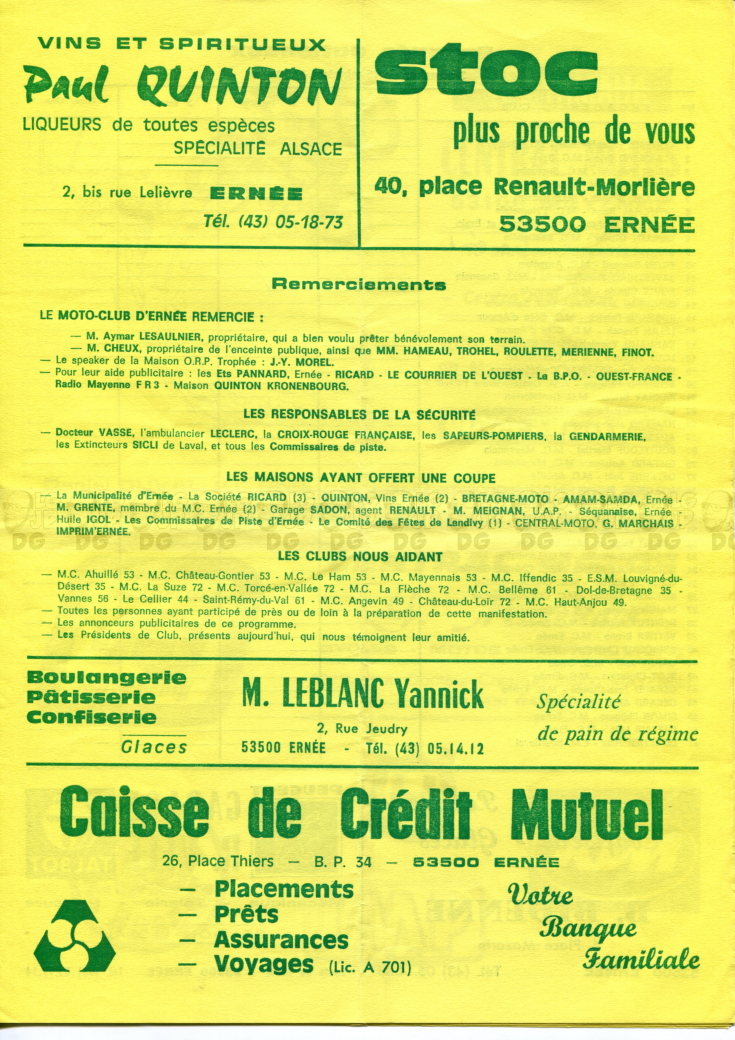 VINS ET SPIRITUEUX
Paul QUINTON
LIQUEURS de toutes espèces
SPÉCIALITÉ ALSACE
2, bis rue Lelièvre ERNÉE
Tél. (43) 05-18-73
stoc
plus proche de vous
40, place Renault-Morlière
53500 ERNÉE
Remerciements
LE MOTO-CLUB D'ERNÉE REMERCIE :
— M. Aymar LESAULNIER, propriétaire, qui a bien voulu prêter bénévolement son terrain.
— M. CHEUX, propriétaire de l'enceinte publique, ainsi que MM. HAMEAU, TROHEL, ROULETTE, MERIENNE, FINOT.
— Le speaker de la Maison O.R.P. Trophée : J.-Y. MOREL.
— Pour leur aide publicitaire : les Ets PANNARD, Ernée - RICARD - LE COURRIER DE L'OUEST - La B.P.O. - OUEST-FRANCE -
Radio Mayenne F R 3 - Maison QUINTON KRONENBOURG.
LES RESPONSABLES DE LA SÉCURITÉ
— Docteur VASSE, l'ambulancier LECLERC, la CROIX-ROUGE FRANÇAISE, les SAPEURS-POMPIERS, la GENDARMERIE,
les Extincteurs SICLI de Laval, et tous les Commissaires de piste.
LES MAISONS AYANT OFFERT UNE COUPE
— La Municipalité d'Ernée - La Société RICARD (3) - QUINTON, Vins Ernée (2) - BRETAGNE-MOTO - AMAM-SAMDA, Ernée -
M. GRENTE, membre du M.C. Ernée (2) - Garage SADON, agent RENAULT - M. MEIGNAN, U.A.P. - Séquanaise, Ernée -
Huile IGOL - Les Commissaires de Piste d'Ernée - Le Comité des Fêtes de Landivy (1) - CENTRAL-MOTO, G. MARCHAIS -
IMPRIM'ERNÉE.
DG DG DG DG DG DG DG DG
LES CLUBS NOUS AIDANT
— M.C. Ahuillé 53 - M.C. Château-Gontier 53 - M.C. Le Ham 53 - M.C. Mayennais 53 - M.C. Iffendic 35 - E.S.M. Louvigné-du-
Désert 35 - M.C. La Suze 72 - M.C. Torcé-en-Vallée 72 - M.C. La Flèche 72 - M.C. Bellême 61 - Dol-de-Bretagne 35 -
Vannes 56 - Le Cellier 44 - Saint-Rémy-du-Val 61 - M.C. Angevin 49 - Château-du-Loir 72 - M.C. Haut-Anjou 49.
— Toutes les personnes ayant participé de près ou de loin à la préparation de cette manifestation.
— Les annonceurs publicitaires de ce programme.
— Les Présidents de Club, présents aujourd'hui, qui nous témoignent leur amitié.
Boulangerie
Pâtisserie
Confiserie
Glaces
M. LEBLANC Yannick
2, Rue Jeudry
53500 ERNÉE - Tél. (43) 05.14.12
Spécialité
de pain de régime
Caisse de Crédit Mutuel
26, Place Thiers — B. P. 34 — 53500 ERNÉE
— Placements
— Prêts
— Assurances
— Voyages (Lic. A 701)
Votre
Banque
Familiale